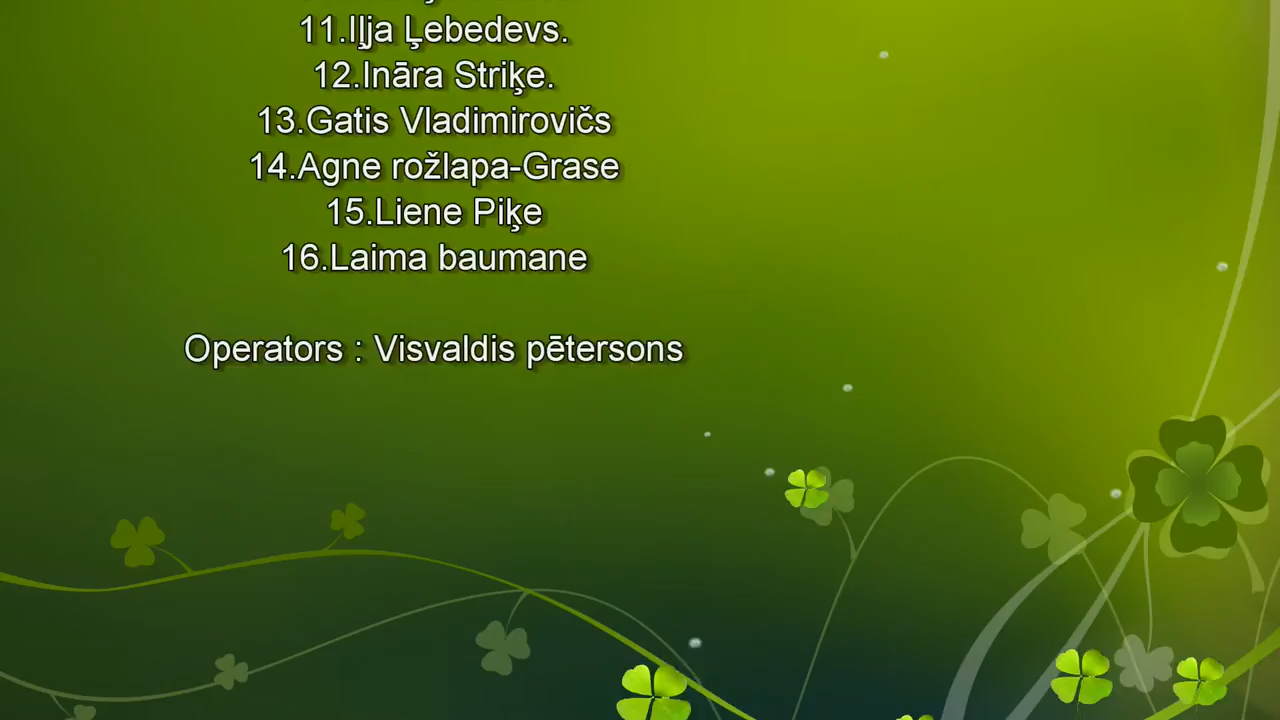 11.Iļja Ļebedevs.
12.Ināra Striķe.
13.Gatis Vladimirovičs
14.Agne rožlapa-Grase
15.Liene Piķe
16.Laima baumane
Operators : Visvaldis pētersons